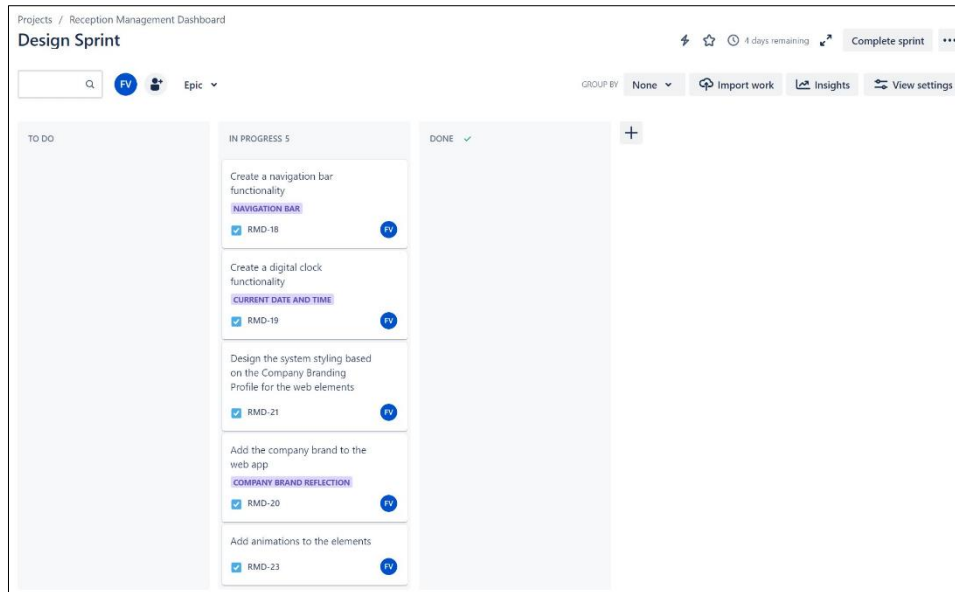 Projects / Reception Management Dashboard
Design Sprint
4 days remaining
Complete sprint
FV
Epic
GROUP BY
None
Import work
Insights
View settings
TO DO
IN PROGRESS 5
Create a navigation bar
functionality
NAVIGATION BAR
RMD-18
FV
Create a digital clock
functionality
CURRENT DATE AND TIME
RMD-19
FV
Design the system styling based
on the Company Branding
Profile for the web elements
RMD-21
FV
Add the company brand to the
web app
COMPANY BRAND REFLECTION
RMD-20
FV
Add animations to the elements
RMD-23
FV
DONE